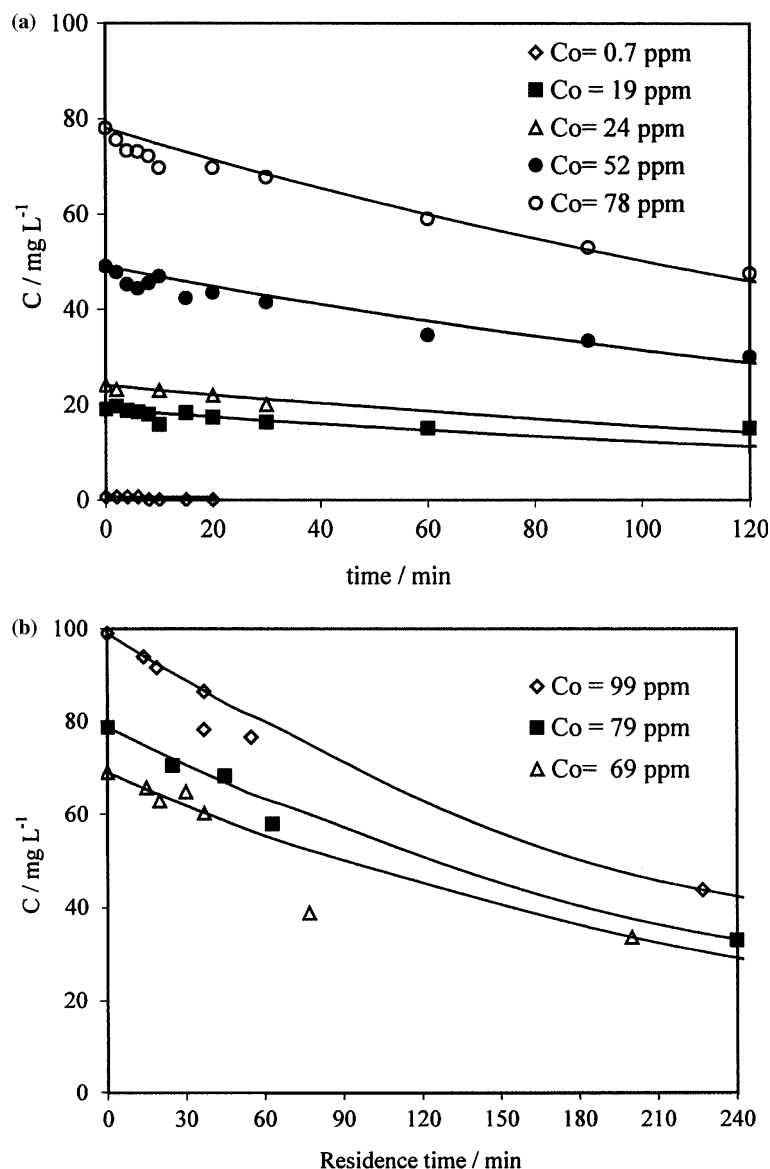 (a)
100
80
60
40
20
0
C / mg L⁻¹
Co= 0.7 ppm
Co = 19 ppm
Co= 24 ppm
Co= 52 ppm
Co= 78 ppm
0 20 40 60 80 100 120
time / min
(b)
100
80
60
40
20
0
C / mg L⁻¹
Co = 99 ppm
Co = 79 ppm
Co= 69 ppm
0 30 60 90 120 150 180 210 240
Residence time / min